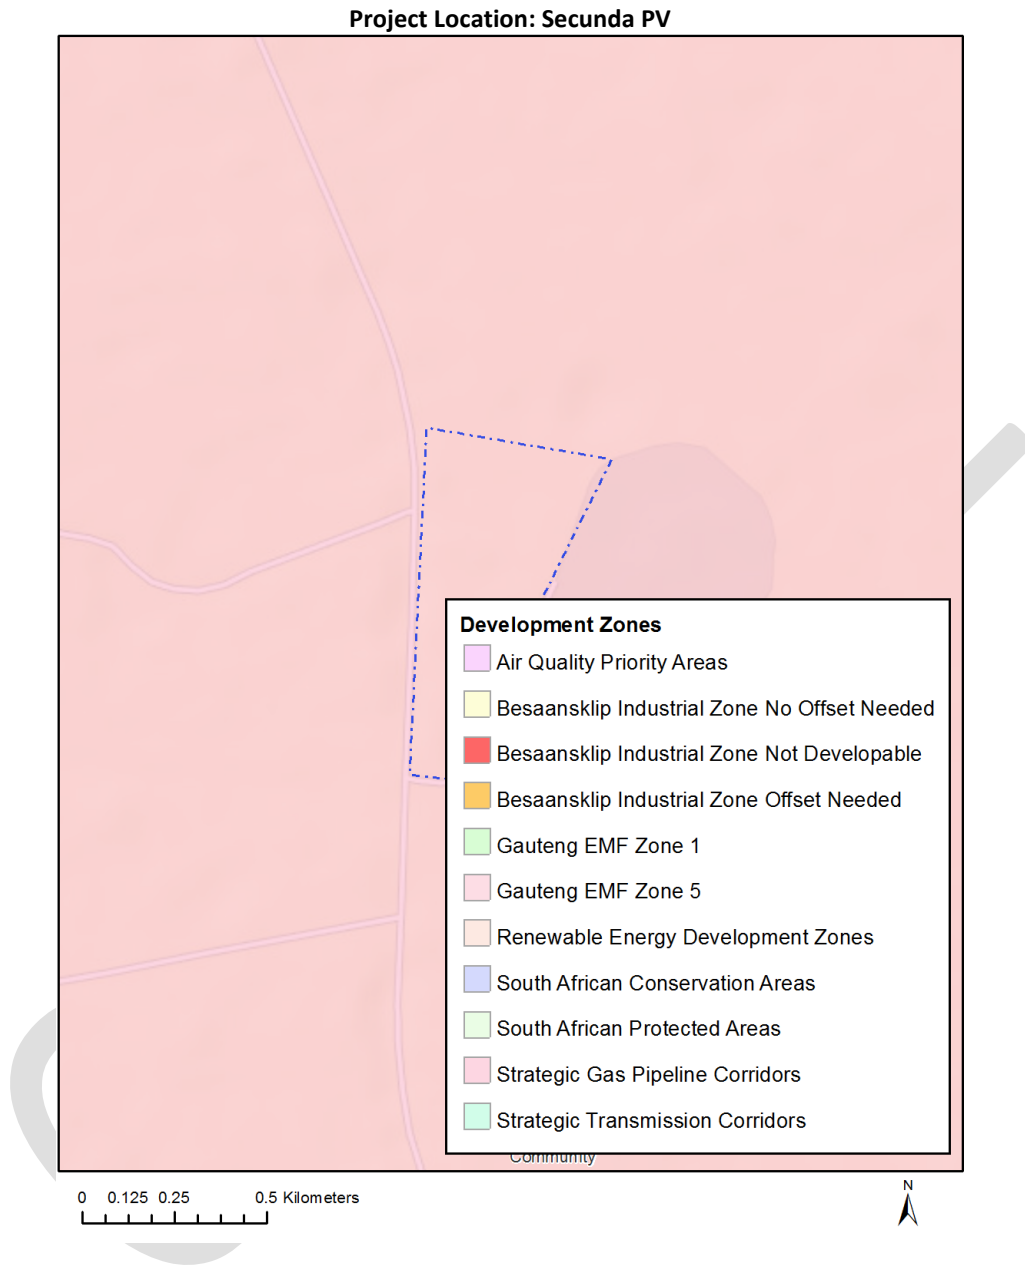 Project Location: Secunda PV
Development Zones
Air Quality Priority Areas
Besaansklip Industrial Zone No Offset Needed
Besaansklip Industrial Zone Not Developable
Besaansklip Industrial Zone Offset Needed
Gauteng EMF Zone 1
Gauteng EMF Zone 5
Renewable Energy Development Zones
South African Conservation Areas
South African Protected Areas
Strategic Gas Pipeline Corridors
Strategic Transmission Corridors
Community
0 0.125 0.25 0.5 Kilometers
N